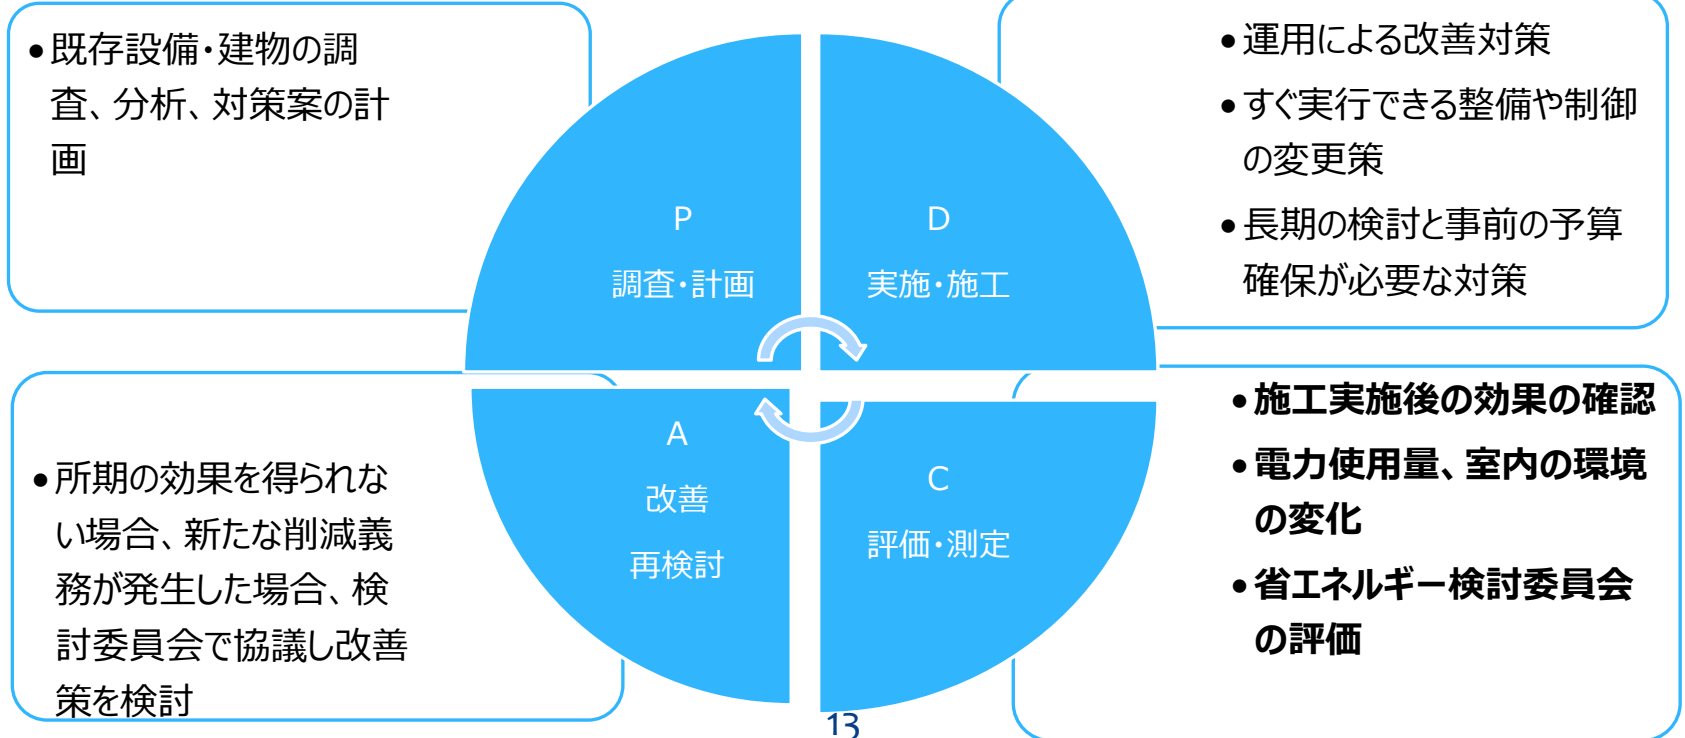 •既存設備・建物の調
査、分析、対策案の計
画
P
調査・計画
D
実施・施工
•運用による改善対策
•すぐ実行できる整備や制御
の変更策
•長期の検討と事前の予算
確保が必要な対策
•所期の効果を得られな
い場合、新たな削減義
務が発生した場合、検
討委員会で協議し改善
策を検討
A
改善
再検討
C
評価・測定
•施工実施後の効果の確認
•電力使用量、室内の環境
の変化
•省エネルギー検討委員会
の評価
13